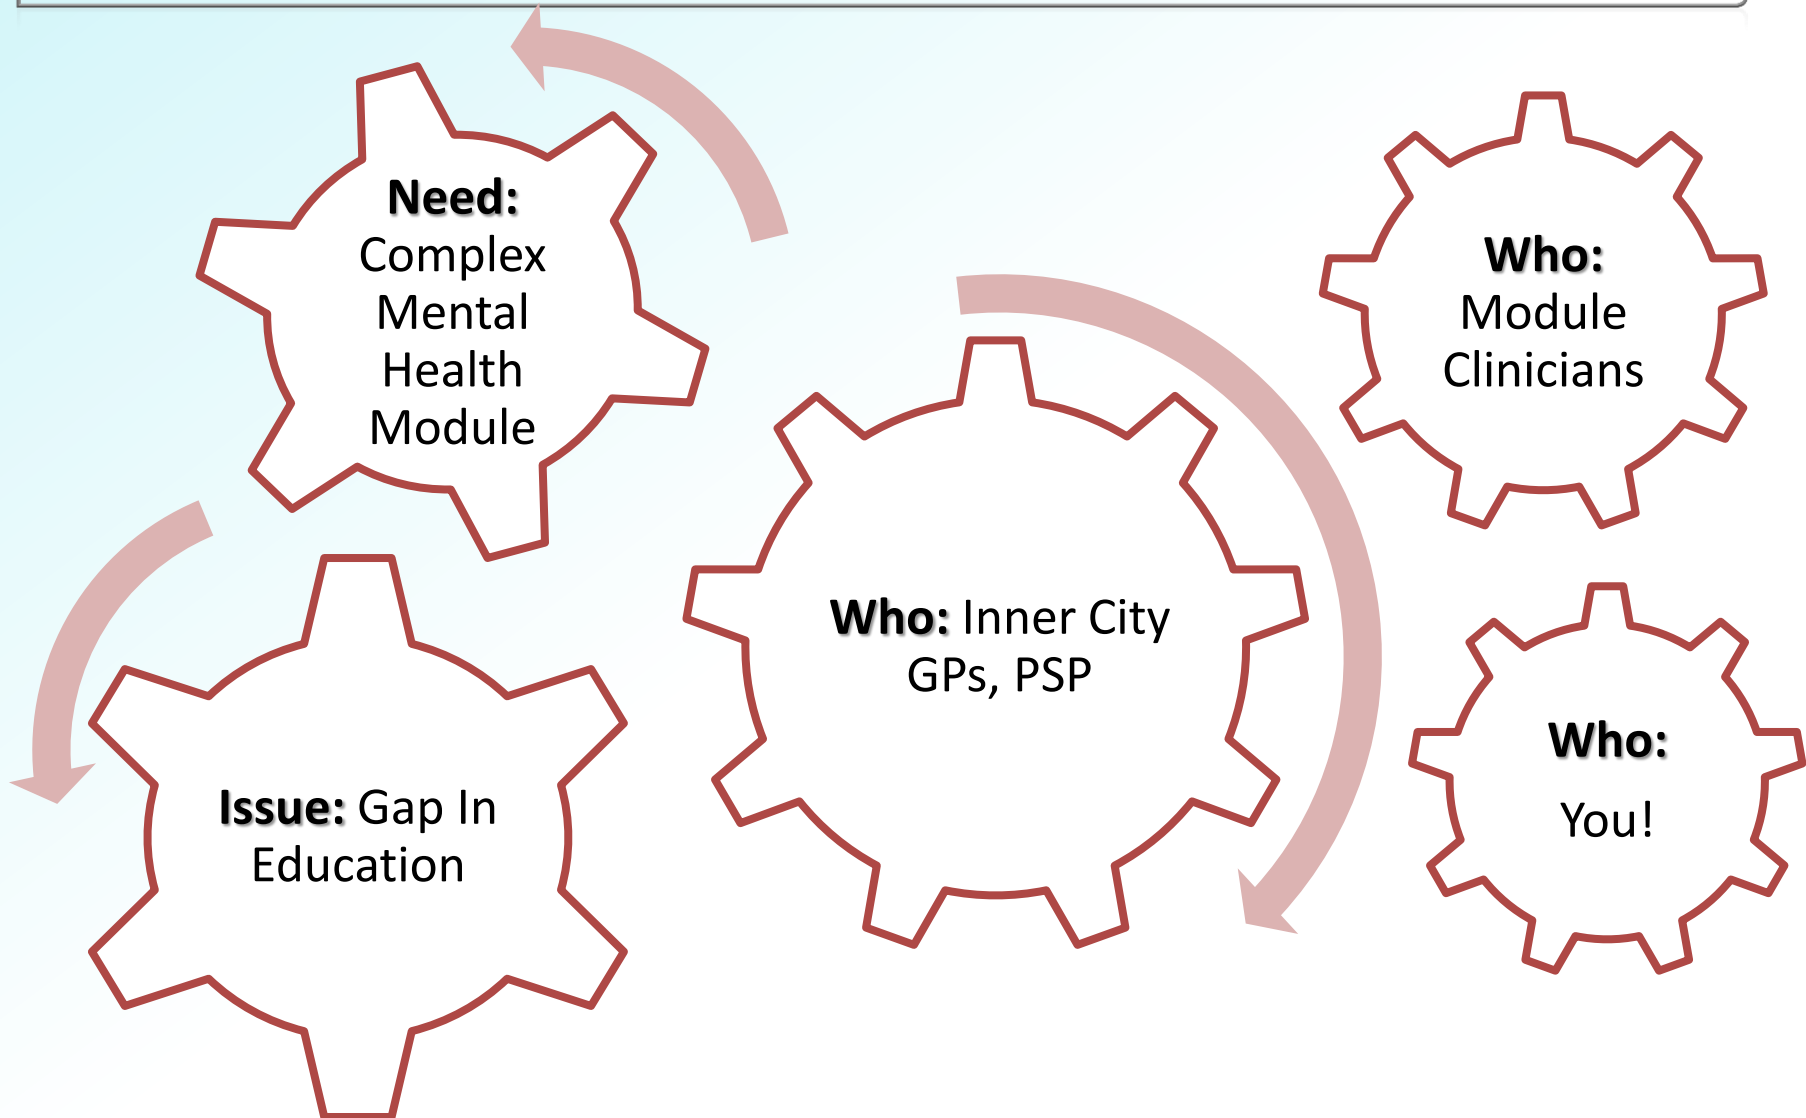 Need:
Complex
Mental
Health
Module
Issue: Gap In
Education
Who: Inner City
GPs, PSP
Who:
Module
Clinicians
Who:
You!